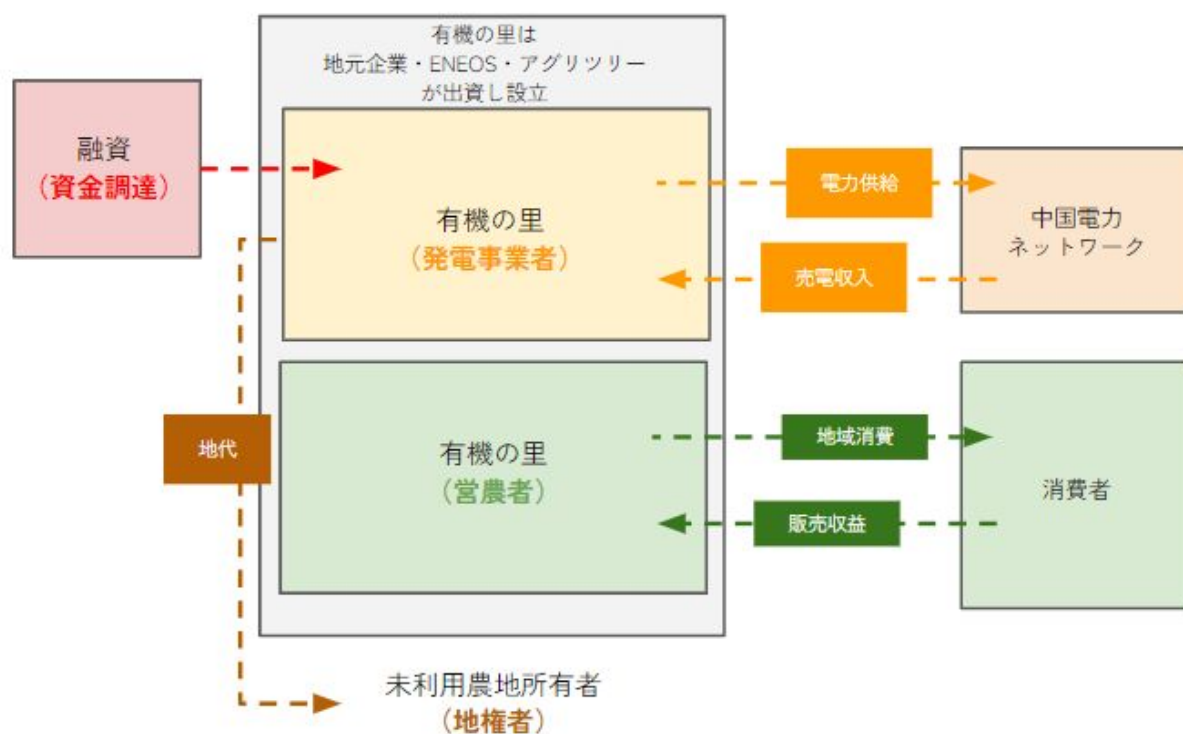 有機の里は
地元企業・ENEOS・アグリツリー
が出資し設立
融資
（資金調達）
有機の里
（発電事業者）
電力供給
売電収入
中国電力
ネットワーク
地代
有機の里
（営農者）
地域消費
販売収益
消費者
未利用農地所有者
（地権者）